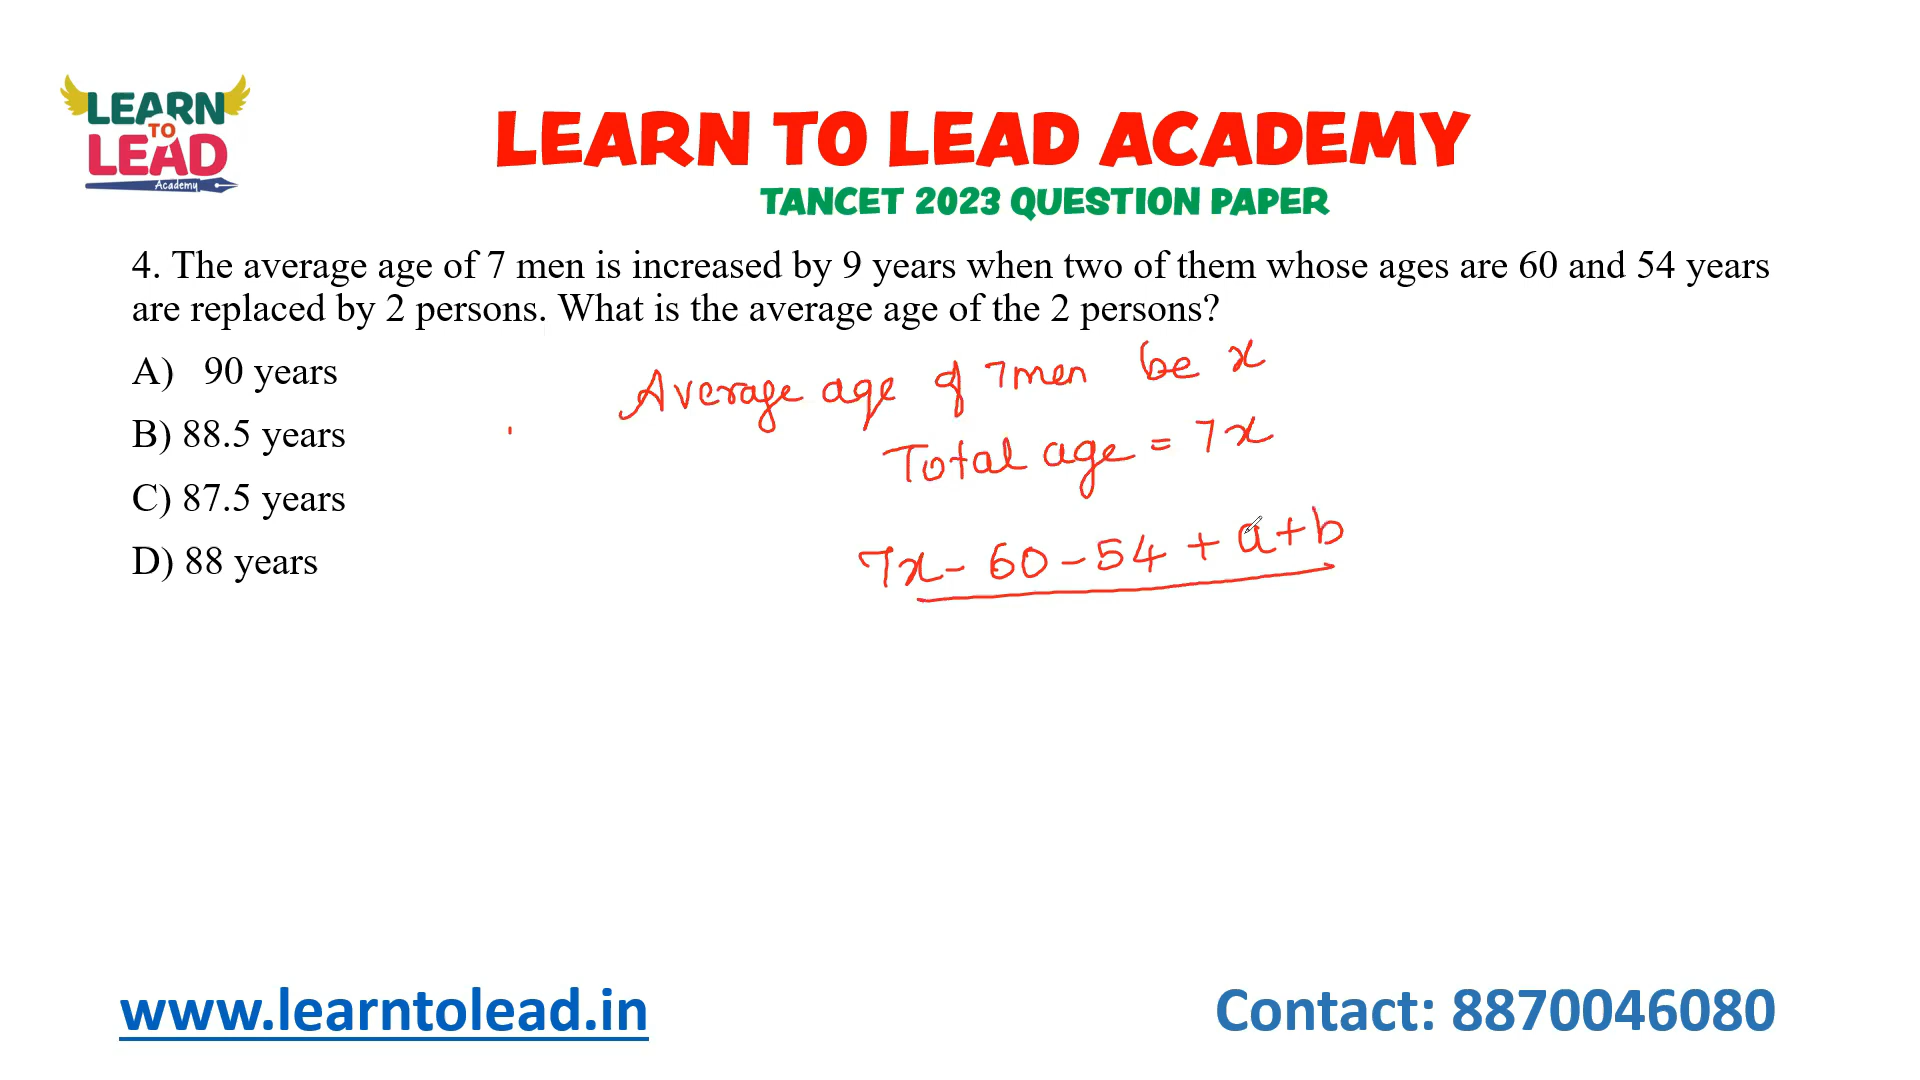 LEARN
TO
LEAD
Academy
LEARN TO LEAD ACADEMY
TANCET 2023 QUESTION PAPER
4. The average age of 7 men is increased by 9 years when two of them whose ages are 60 and 54 years
are replaced by 2 persons. What is the average age of the 2 persons?
A) 90 years
B) 88.5 years
C) 87.5 years
D) 88 years
Average age of 7 men be x
Total age = 7x
7x - 60 - 54 + a + b
www.learntolead.in
Contact: 8870046080